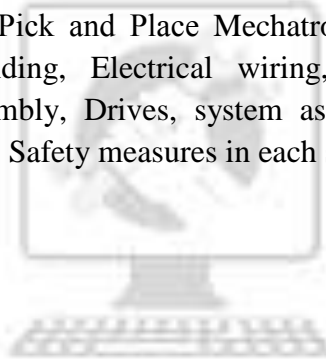 Pick and Place Mechatro
ding, Electrical wiring,
mbly, Drives, system as
Safety measures in each